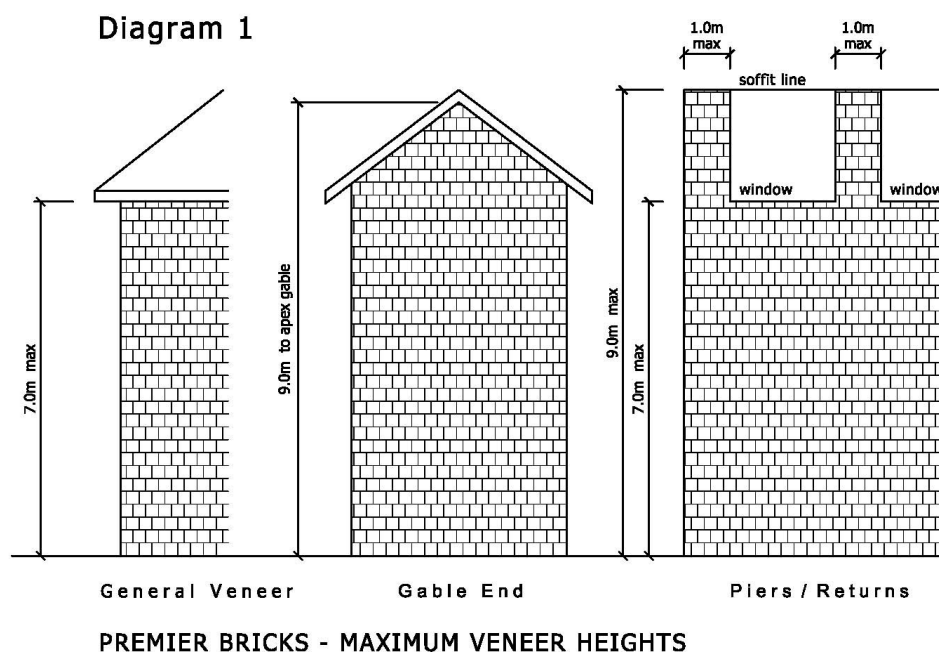 Diagram 1
1.0m
max
1.0m
max
soffit line
window
window
7.0m max
9.0m to apex gable
9.0m max
7.0m max
General Veneer
Gable End
Piers / Returns
PREMIER BRICKS - MAXIMUM VENEER HEIGHTS